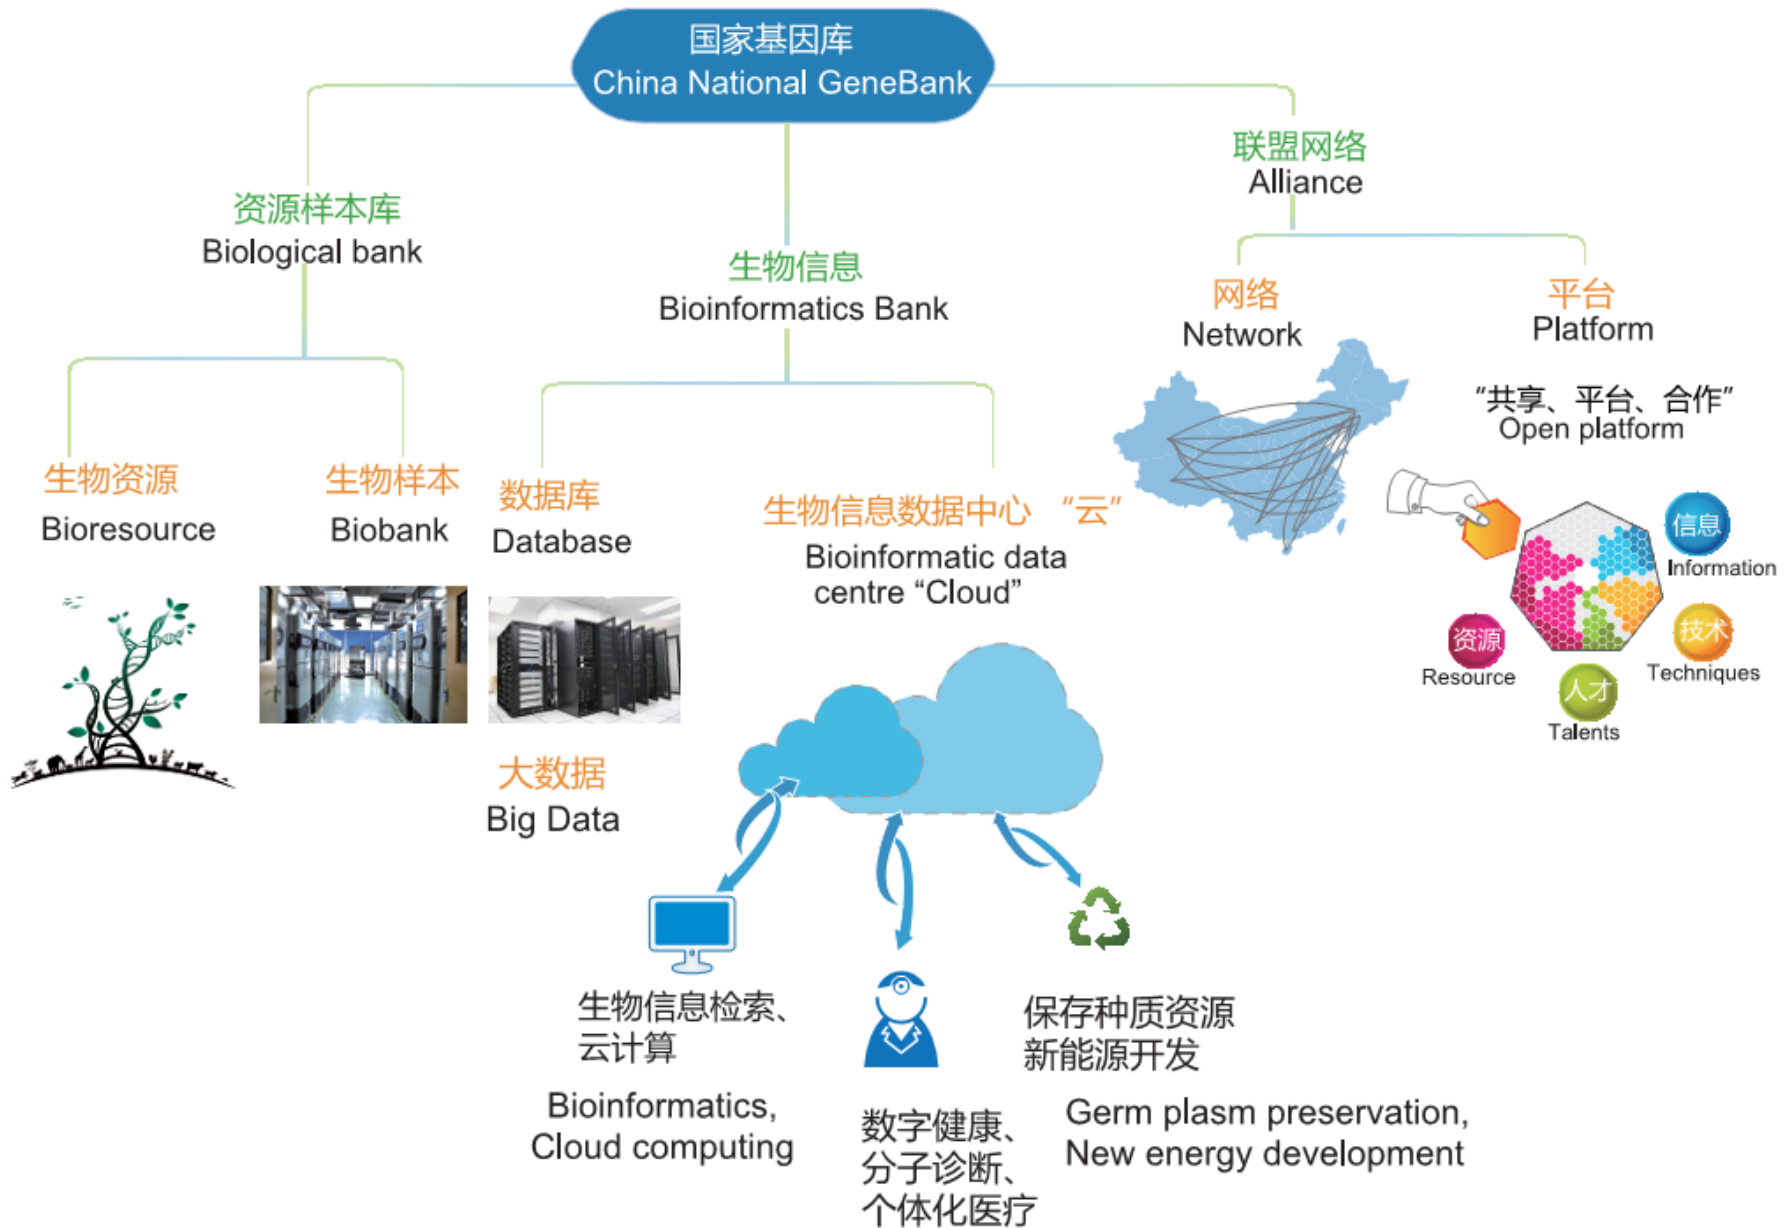 国家基因库
China National GeneBank
资源样本库
Biological bank
生物资源
Bioresource
生物样本
Biobank
生物信息
Bioinformatics Bank
数据库
Database
大数据
Big Data
生物信息数据中心 “云”
Bioinformatic data
centre “Cloud”
生物信息检索、
云计算
Bioinformatics,
Cloud computing
数字健康、
分子诊断、
个体化医疗
保存种质资源
新能源开发
Germ plasm preservation,
New energy development
联盟网络
Alliance
网络
Network
平台
Platform
“共享、平台、合作”
Open platform
信息
Information
技术
Techniques
人才
Talents
资源
Resource